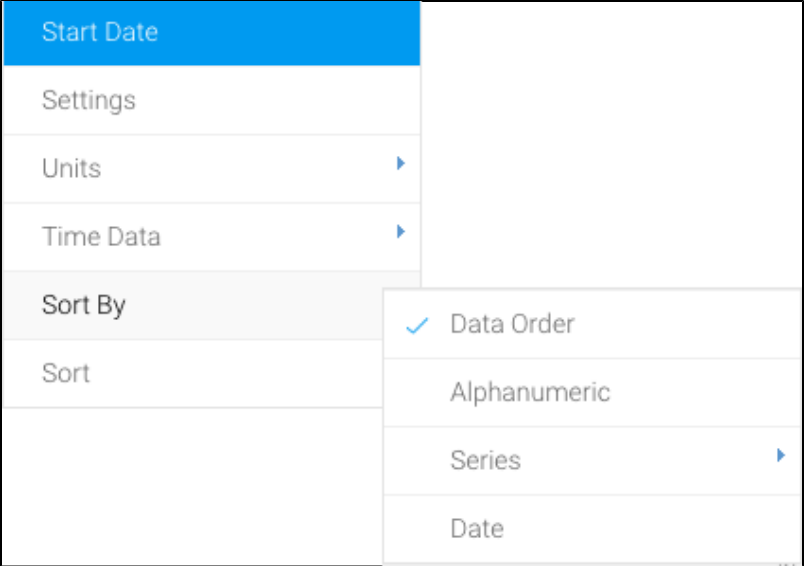 Start Date
Settings
Units
Time Data
Sort By
Sort
Data Order
Alphanumeric
Series
Date